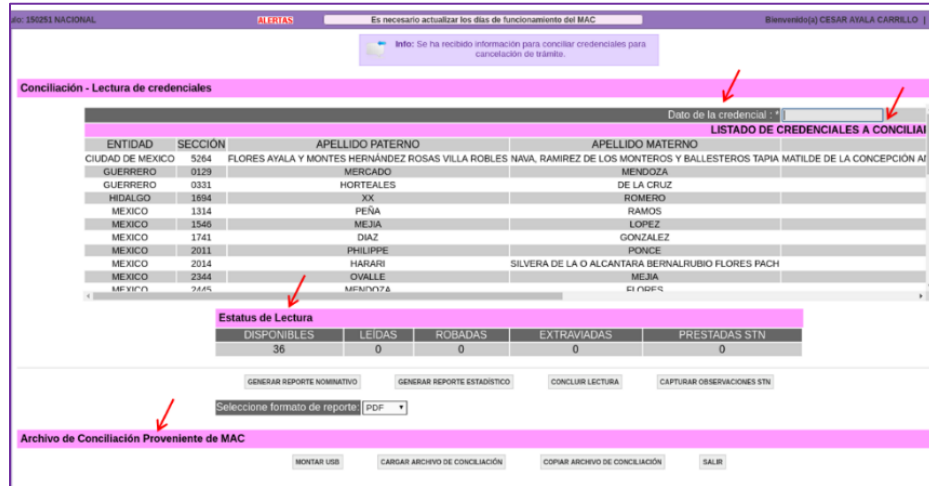 ulo: 150251 NACIONAL ALERTAS Es necesario actualizar los días de funcionamiento del MAC Bienvenido(a) CESAR AYALA CARRILLO |
Info: Se ha recibido información para conciliar credenciales para
cancelación de trámite.
Conciliación - Lectura de credenciales
Dato de la credencial : *
LISTADO DE CREDENCIALES A CONCILIAR
ENTIDAD SECCIÓN APELLIDO PATERNO APELLIDO MATERNO
CIUDAD DE MEXICO 5264 FLORES AYALA Y MONTES HERNÁNDEZ ROSAS VILLA ROBLES NAVA, RAMIREZ DE LOS MONTEROS Y BALLESTEROS TAPIA MATILDE DE LA CONCEPCIÓN
GUERRERO 0129 MERCADO MENDOZA
GUERRERO 0331 HORTEALES DE LA CRUZ
HIDALGO 1694 XX ROMERO
MEXICO 1314 PEÑA RAMOS
MEXICO 1546 MEJIA LOPEZ
MEXICO 1741 DIAZ GONZALEZ
MEXICO 2011 PHILIPPE PONCE
MEXICO 2014 HARARI SILVERA DE LA O ALCANTARA BERNALRUBIO FLORES PACH
MEXICO 2344 OVALLE MEJIA
MEXICO 2445 MENDOZA FLORES
Estatus de Lectura
DISPONIBLES LEÍDAS ROBADAS EXTRAVIADAS PRESTADAS STN
36 0 0 0 0
GENERAR REPORTE NOMINATIVO GENERAR REPORTE ESTADÍSTICO CONCLUIR LECTURA CAPTURAR OBSERVACIONES STN
Seleccione formato de reporte: PDF
Archivo de Conciliación Proveniente de MAC
MONTAR USB CARGAR ARCHIVO DE CONCILIACIÓN COPIAR ARCHIVO DE CONCILIACIÓN SALIR